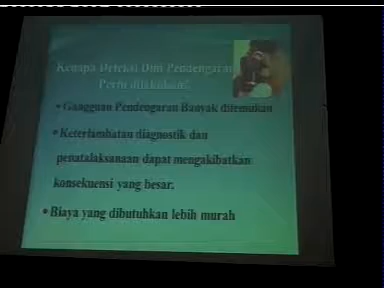 Kenapa Deteksi Dini Pendengaran
Perlu dilakukan?
• Gangguan Pendengaran Banyak ditemukan
• Keterlambatan diagnostik dan
penatalaksanaan dapat mengakibatkan
konsekuensi yang besar.
• Biaya yang dibutuhkan lebih murah